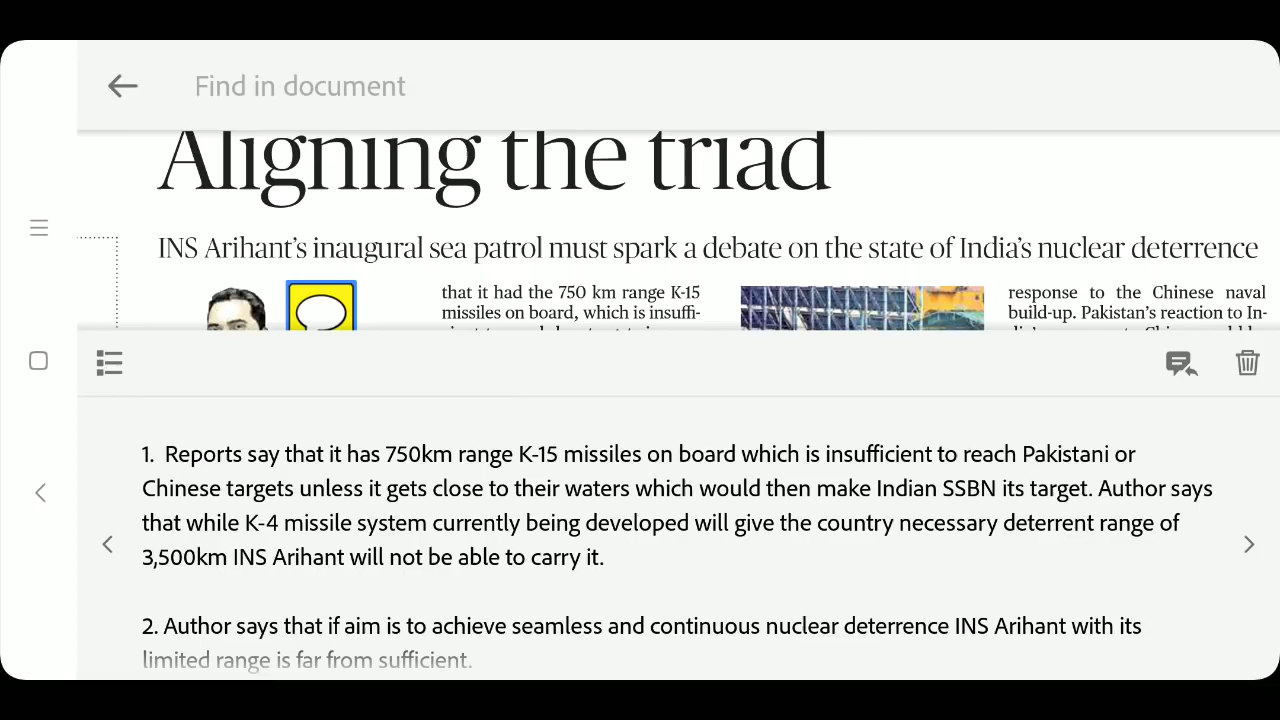 Find in document
Aligning the triad
INS Arihant's inaugural sea patrol must spark a debate on the state of India's nuclear deterrence
that it had the 750 km range K-15
missiles on board, which is insuffi-
response to the Chinese naval
build-up. Pakistan's reaction to In-
1. Reports say that it has 750km range K-15 missiles on board which is insufficient to reach Pakistani or
Chinese targets unless it gets close to their waters which would then make Indian SSBN its target. Author says
that while K-4 missile system currently being developed will give the country necessary deterrent range of
3,500km INS Arihant will not be able to carry it.
2. Author says that if aim is to achieve seamless and continuous nuclear deterrence INS Arihant with its
limited range is far from sufficient.